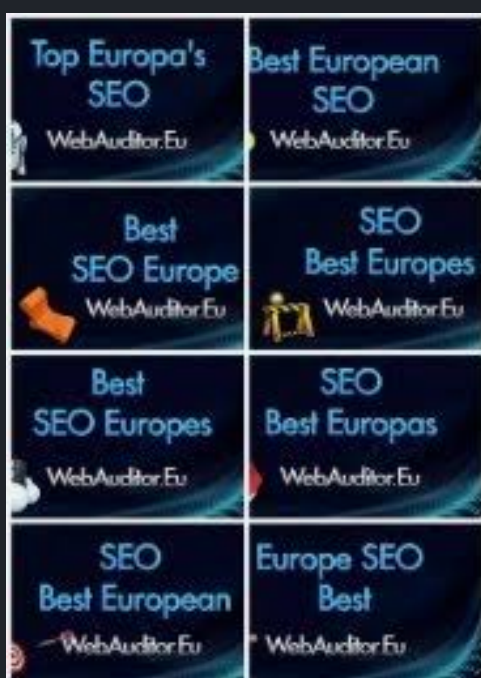 Top Europa's
SEO
WebAuditor.Eu
Best European
SEO
WebAuditor.Eu
Best
SEO Europe
WebAuditor.Eu
SEO
Best Europes
WebAuditor.Eu
Best
SEO Europes
WebAuditor.Eu
SEO
Best Europas
WebAuditor.Eu
SEO
Best European
WebAuditor.Eu
Europe SEO
Best
WebAuditor.Eu